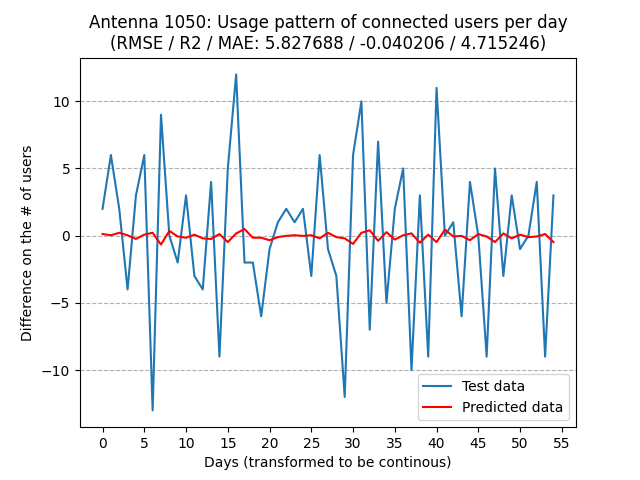 Antenna 1050: Usage pattern of connected users per day
(RMSE / R2 / MAE: 5.827688 / -0.040206 / 4.715246)
Difference on the # of users
10
5
0
−5
−10
Test data
Predicted data
0 5 10 15 20 25 30 35 40 45 50 55
Days (transformed to be continous)